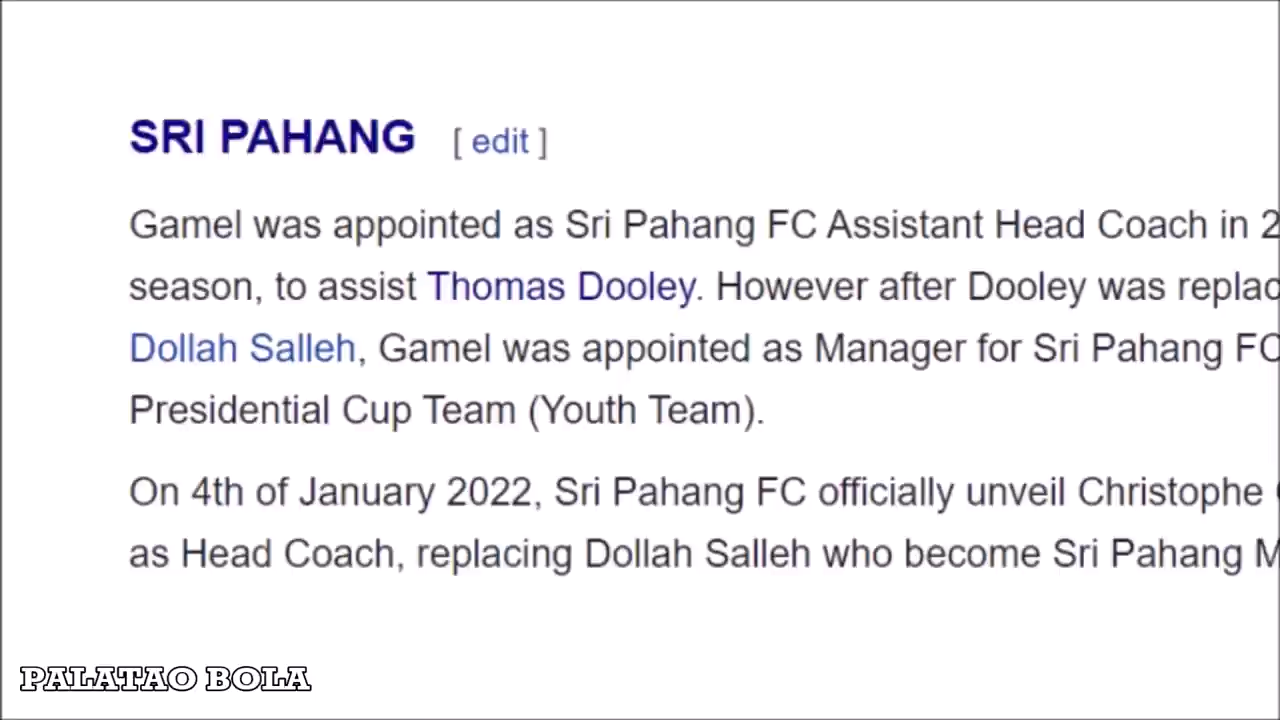 SRI PAHANG [ edit ]
Gamel was appointed as Sri Pahang FC Assistant Head Coach in
season, to assist Thomas Dooley. However after Dooley was
Dollah Salleh, Gamel was appointed as Manager for Sri Pahang FC
Presidential Cup Team (Youth Team).
On 4th of January 2022, Sri Pahang FC officially unveil Christophe
as Head Coach, replacing Dollah Salleh who become Sri Pahang
PALATAO BOLA